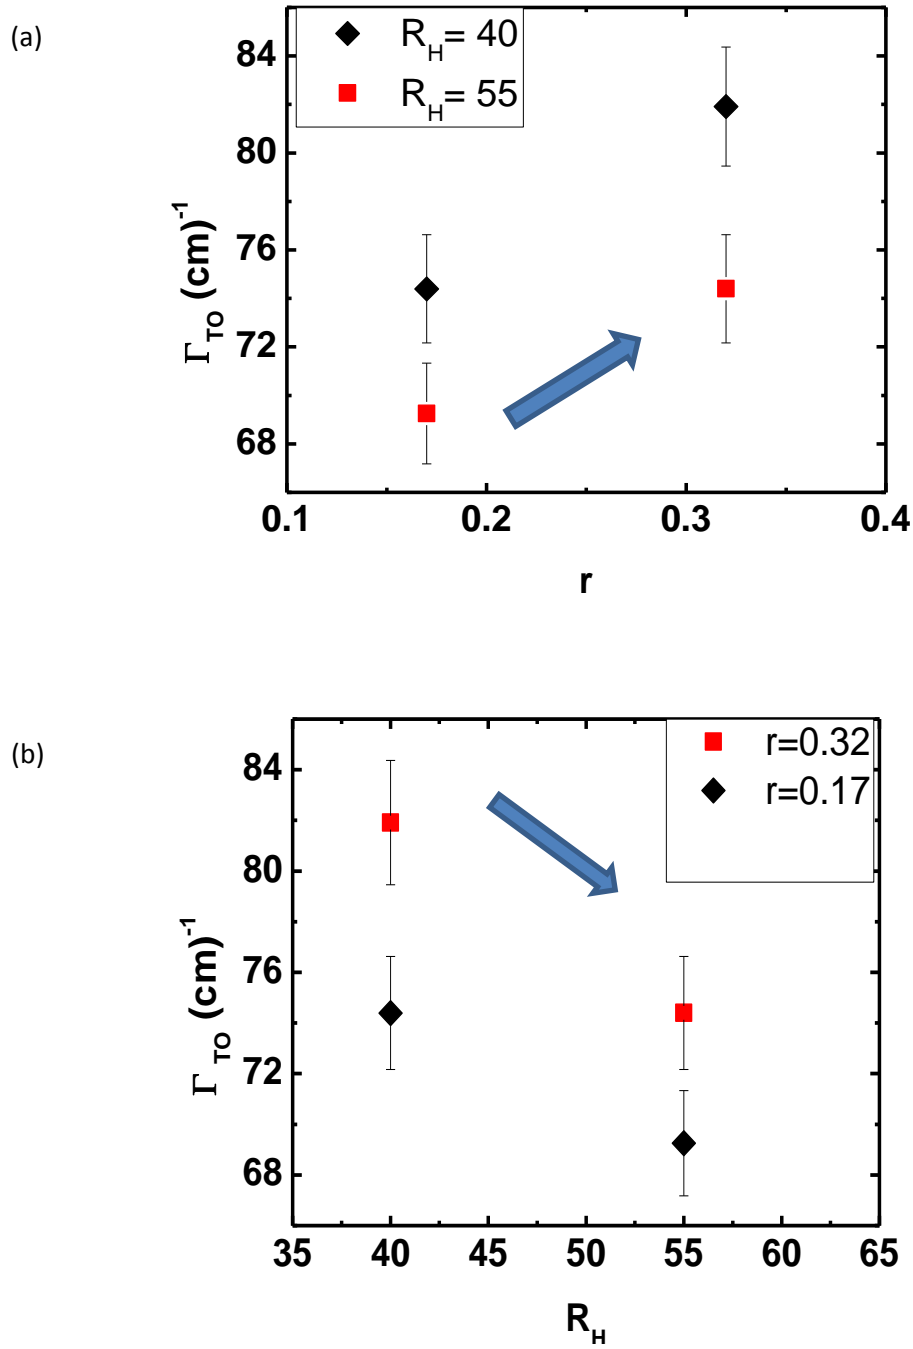 (a)
R_H= 40
R_H= 55
84
80
76
72
68
Γ_TO (cm)^-1
0.1 0.2 0.3 0.4
r
(b)
r=0.32
r=0.17
84
80
76
72
68
Γ_TO (cm)^-1
35 40 45 50 55 60 65
R_H